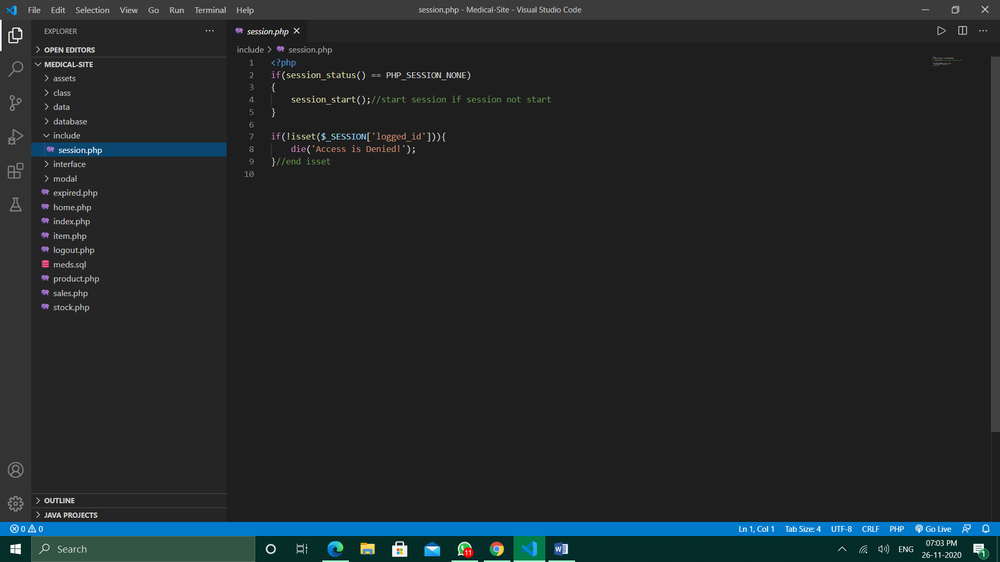 File Edit Selection View Go Run Terminal Help
session.php - Medical-Site - Visual Studio Code
EXPLORER
OPEN EDITORS
MEDICAL-SITE
assets
class
data
database
include
session.php
interface
modal
expired.php
home.php
index.php
item.php
logout.php
meds.sql
product.php
sales.php
stock.php
OUTLINE
JAVA PROJECTS
session.php
include > session.php
1 <?php
2 if(session_status() == PHP_SESSION_NONE)
3 {
4     session_start();//start session if session not start
5 }
6
7 if(!isset($_SESSION['logged_id'])){
8     die('Access is Denied!');
9 }//end isset
10
0 0
Ln 1, Col 1 Tab Size: 4 UTF-8 CRLF PHP Go Live
Search
11
ENG
07:03 PM
26-11-2020
1